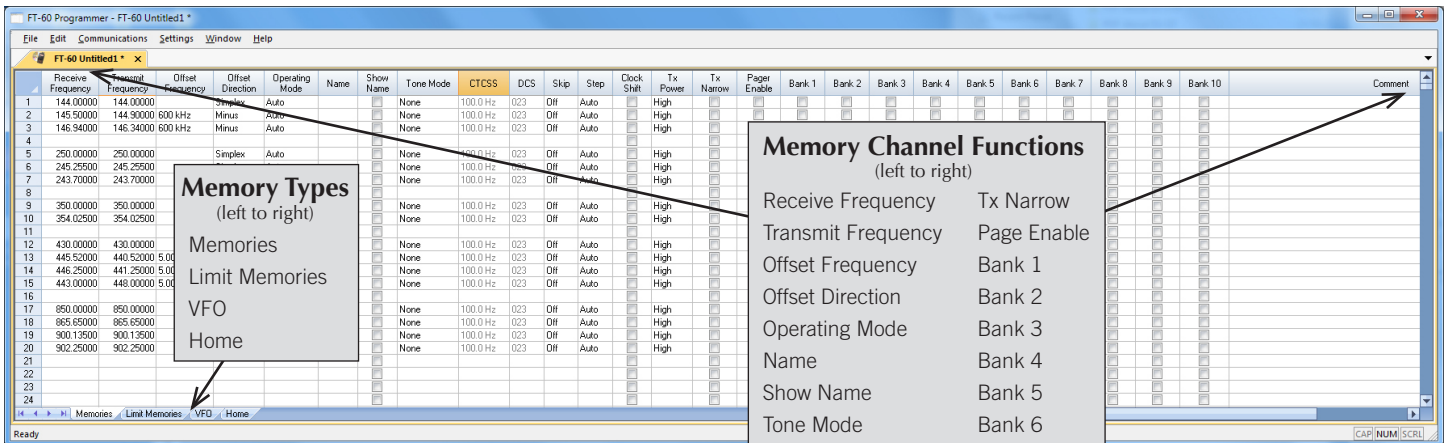 FT-60 Programmer - FT-60 Untitled1 *
File Edit Communications Settings Window Help
FT-60 Untitled1 * X
Receive Frequency Transmit Frequency Offset Frequency Offset Direction Operating Mode Name Show Name Tone Mode CTCSS DCS Skip Step Clock Shift Tx Power Tx Narrow Pager Enable Bank 1 Bank 2 Bank 3 Bank 4 Bank 5 Bank 6 Bank 7 Bank 8 Bank 9 Bank 10 Comment
1 144.00000 144.00000 Simplex Auto None 100.0 Hz 023 Off Auto High
2 145.50000 144.90000 600 kHz Minus Auto None 100.0 Hz 023 Off Auto High
3 146.94000 146.34000 600 kHz Minus Auto None 100.0 Hz 023 Off Auto High
4
5 250.00000 250.00000 Simplex Auto None 100.0 Hz 023 Off Auto High
6 245.25500 245.25500 None 100.0 Hz 023 Off Auto High
7 243.70000 243.70000 None 100.0 Hz 023 Off Auto High
8
9 350.00000 350.00000 None 100.0 Hz 023 Off Auto High
10 354.02500 354.02500 None 100.0 Hz 023 Off Auto High
11
12 430.00000 430.00000 None 100.0 Hz 023 Off Auto High
13 445.52000 440.52000 5.00 None 100.0 Hz 023 Off Auto High
14 446.25000 441.25000 5.00 None 100.0 Hz 023 Off Auto High
15 443.00000 448.00000 5.00 None 100.0 Hz 023 Off Auto High
16
17 850.00000 850.00000 None 100.0 Hz 023 Off Auto High
18 865.65000 865.65000 None 100.0 Hz 023 Off Auto High
19 900.13500 900.13500 None 100.0 Hz 023 Off Auto High
20 902.25000 902.25000 None 100.0 Hz 023 Off Auto High
21
22
23
24
Memory Types
(left to right)
Memories
Limit Memories
VFO
Home
Memory Channel Functions
(left to right)
Receive Frequency Tx Narrow
Transmit Frequency Page Enable
Offset Frequency Bank 1
Offset Direction Bank 2
Operating Mode Bank 3
Name Bank 4
Show Name Bank 5
Tone Mode Bank 6
Memories Limit Memories VFO Home
Ready CAP NUM SCRL